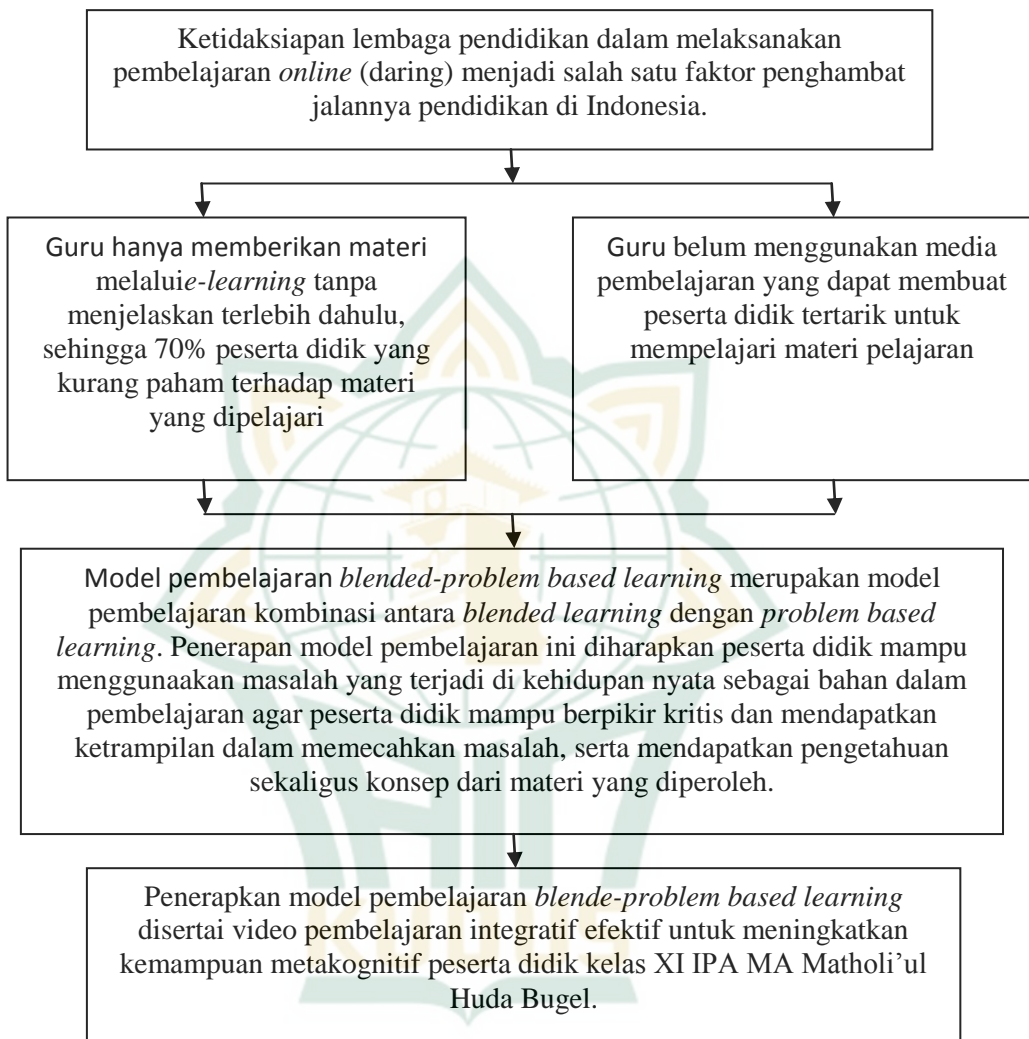 Ketidaksiapan lembaga pendidikan dalam melaksanakan
pembelajaran online (daring) menjadi salah satu faktor penghambat
jalannya pendidikan di Indonesia.
Guru hanya memberikan materi
melaluie-learning tanpa
menjelaskan terlebih dahulu,
sehingga 70% peserta didik yang
kurang paham terhadap materi
yang dipelajari
Guru belum menggunakan media
pembelajaran yang dapat membuat
peserta didik tertarik untuk
mempelajari materi pelajaran
Model pembelajaran blended-problem based learning merupakan model
pembelajaran kombinasi antara blended learning dengan problem based
learning. Penerapan model pembelajaran ini diharapkan peserta didik mampu
menggunaakan masalah yang terjadi di kehidupan nyata sebagai bahan dalam
pembelajaran agar peserta didik mampu berpikir kritis dan mendapatkan
ketrampilan dalam memecahkan masalah, serta mendapatkan pengetahuan
sekaligus konsep dari materi yang diperoleh.
Penerapkan model pembelajaran blende-problem based learning
disertai video pembelajaran integratif efektif untuk meningkatkan
kemampuan metakognitif peserta didik kelas XI IPA MA Matholi’ul
Huda Bugel.
KUDUS